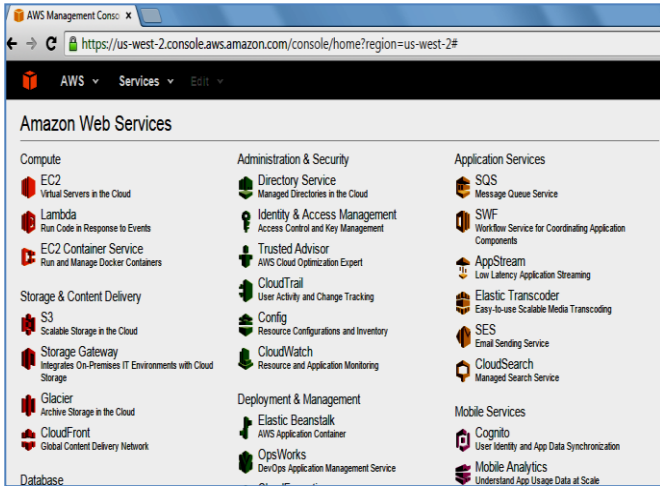 AWS Management Conso
https://us-west-2.console.aws.amazon.com/console/home?region=us-west-2#
AWS Services Edit
Amazon Web Services
Compute
EC2
Virtual Servers in the Cloud
Lambda
Run Code in Response to Events
EC2 Container Service
Run and Manage Docker Containers
Storage & Content Delivery
S3
Scalable Storage in the Cloud
Storage Gateway
Integrates On-Premises IT Environments with Cloud
Storage
Glacier
Archive Storage in the Cloud
CloudFront
Global Content Delivery Network
Database
Administration & Security
Directory Service
Managed Directories in the Cloud
Identity & Access Management
Access Control and Key Management
Trusted Advisor
AWS Cloud Optimization Expert
CloudTrail
User Activity and Change Tracking
Config
Resource Configurations and Inventory
CloudWatch
Resource and Application Monitoring
Deployment & Management
Elastic Beanstalk
AWS Application Container
OpsWorks
DevOps Application Management Service
Application Services
SQS
Message Queue Service
SWF
Workflow Service for Coordinating Application
Components
AppStream
Low Latency Application Streaming
Elastic Transcoder
Easy-to-use Scalable Media Transcoding
SES
Email Sending Service
CloudSearch
Managed Search Service
Mobile Services
Cognito
User Identity and App Data Synchronization
Mobile Analytics
Understand App Usage Data at Scale